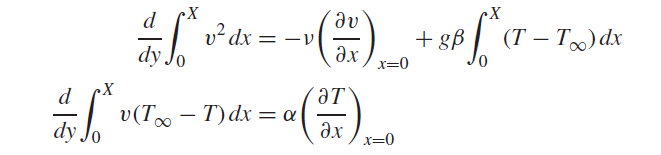 d/dy ∫₀^X v² dx = −ν(∂v/∂x)ₓ₌₀ + gβ ∫₀^X (T − T∞) dx
d/dy ∫₀^X v(T∞ − T) dx = α(∂T/∂x)ₓ₌₀